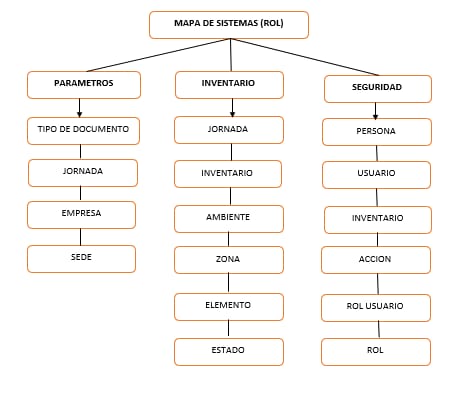 MAPA DE SISTEMAS (ROL)
PARAMETROS
TIPO DE DOCUMENTO
JORNADA
EMPRESA
SEDE
INVENTARIO
JORNADA
INVENTARIO
AMBIENTE
ZONA
ELEMENTO
ESTADO
SEGURIDAD
PERSONA
USUARIO
INVENTARIO
ACCION
ROL USUARIO
ROL